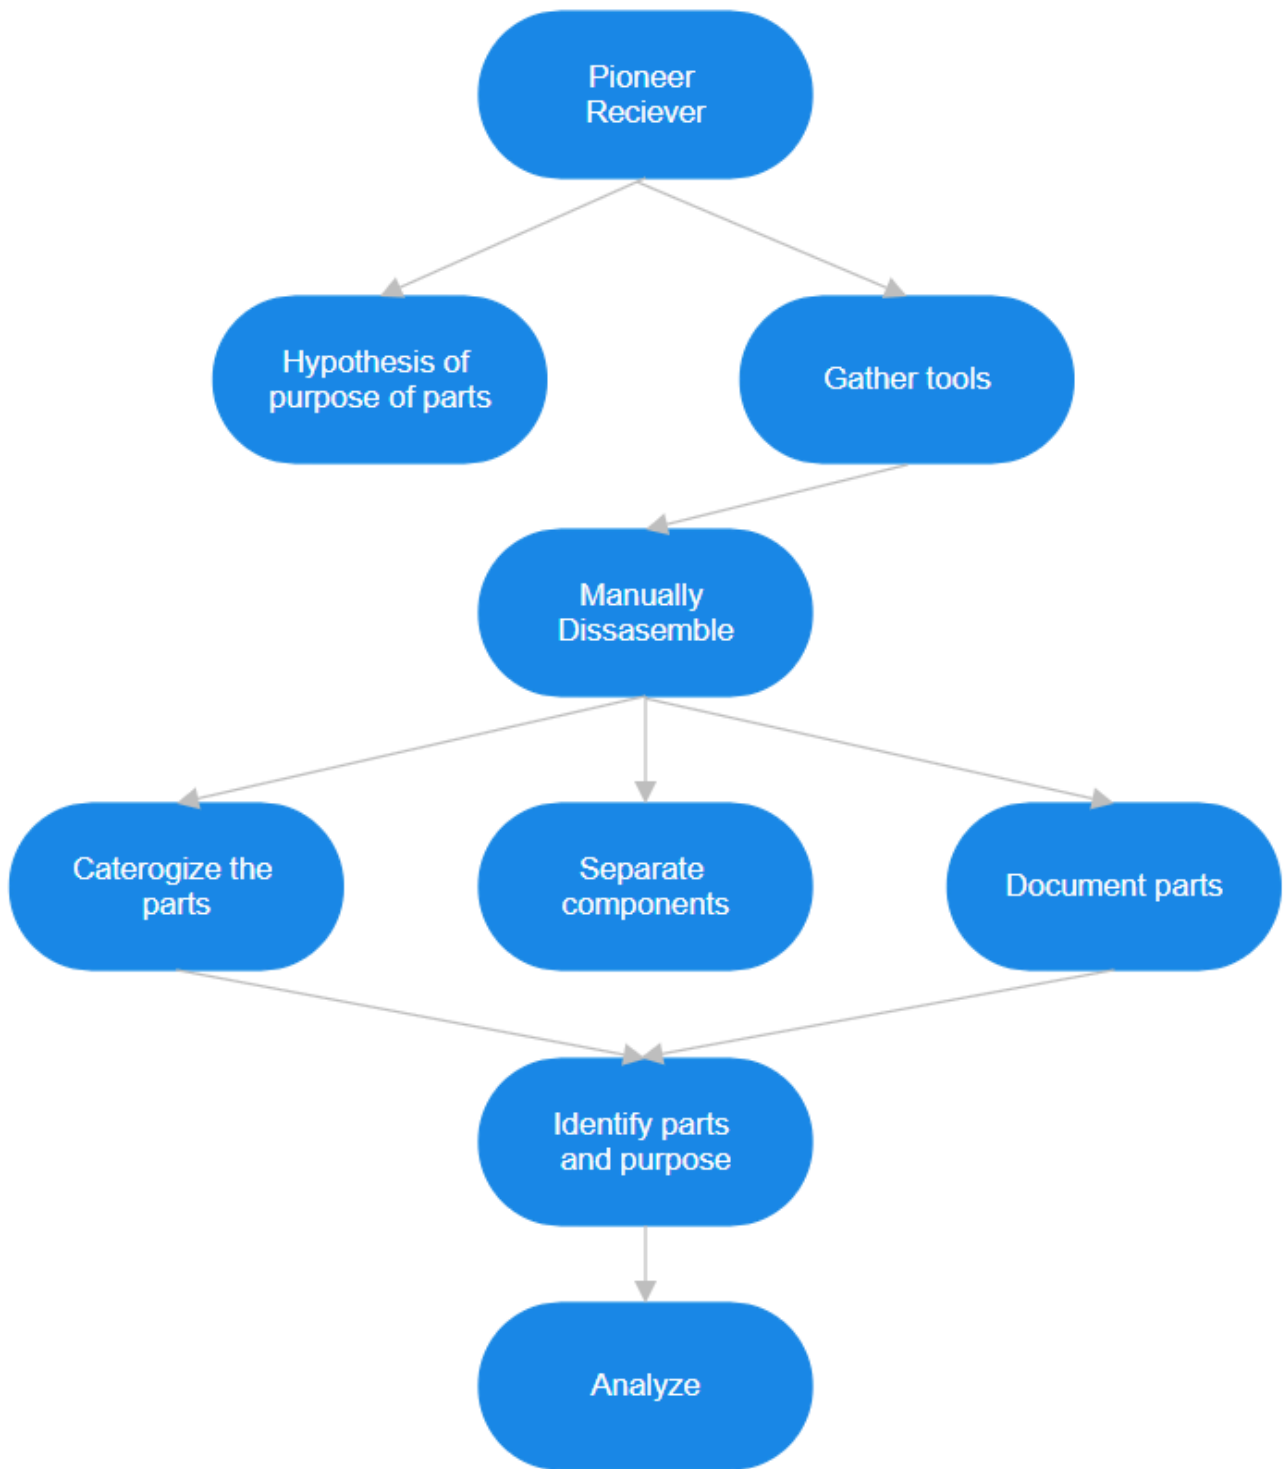 Pioneer
Reciever
Hypothesis of
purpose of parts
Gather tools
Manually
Dissasemble
Caterogize the
parts
Separate
components
Document parts
Identify parts
and purpose
Analyze